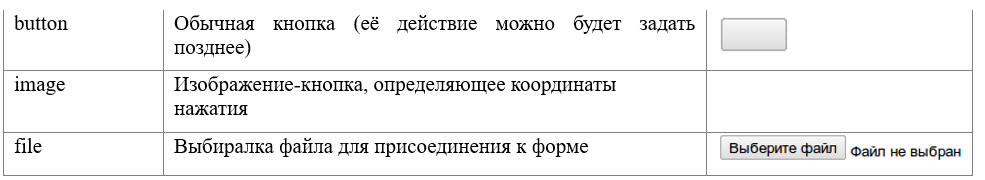 button Обычная кнопка (её действие можно будет задать
позднее)
image Изображение-кнопка, определяющее координаты
нажатия
file Выбиралка файла для присоединения к форме Выберите файл Файл не выбран